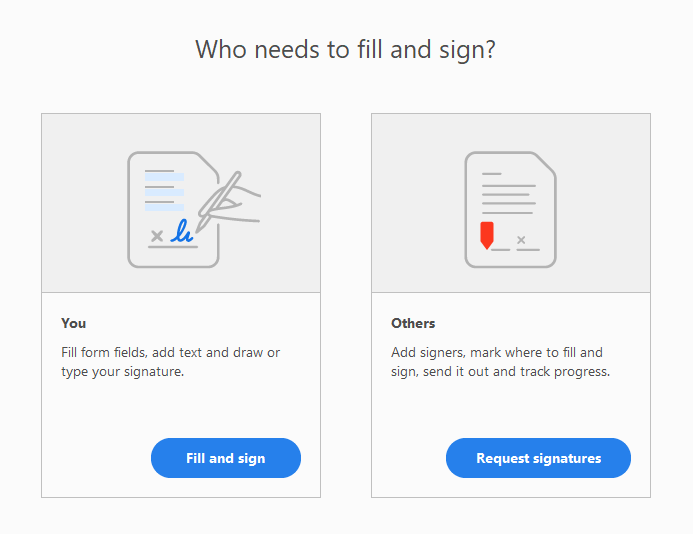 Who needs to fill and sign?
You
Fill form fields, add text and draw or
type your signature.
Fill and sign
Others
Add signers, mark where to fill and
sign, send it out and track progress.
Request signatures